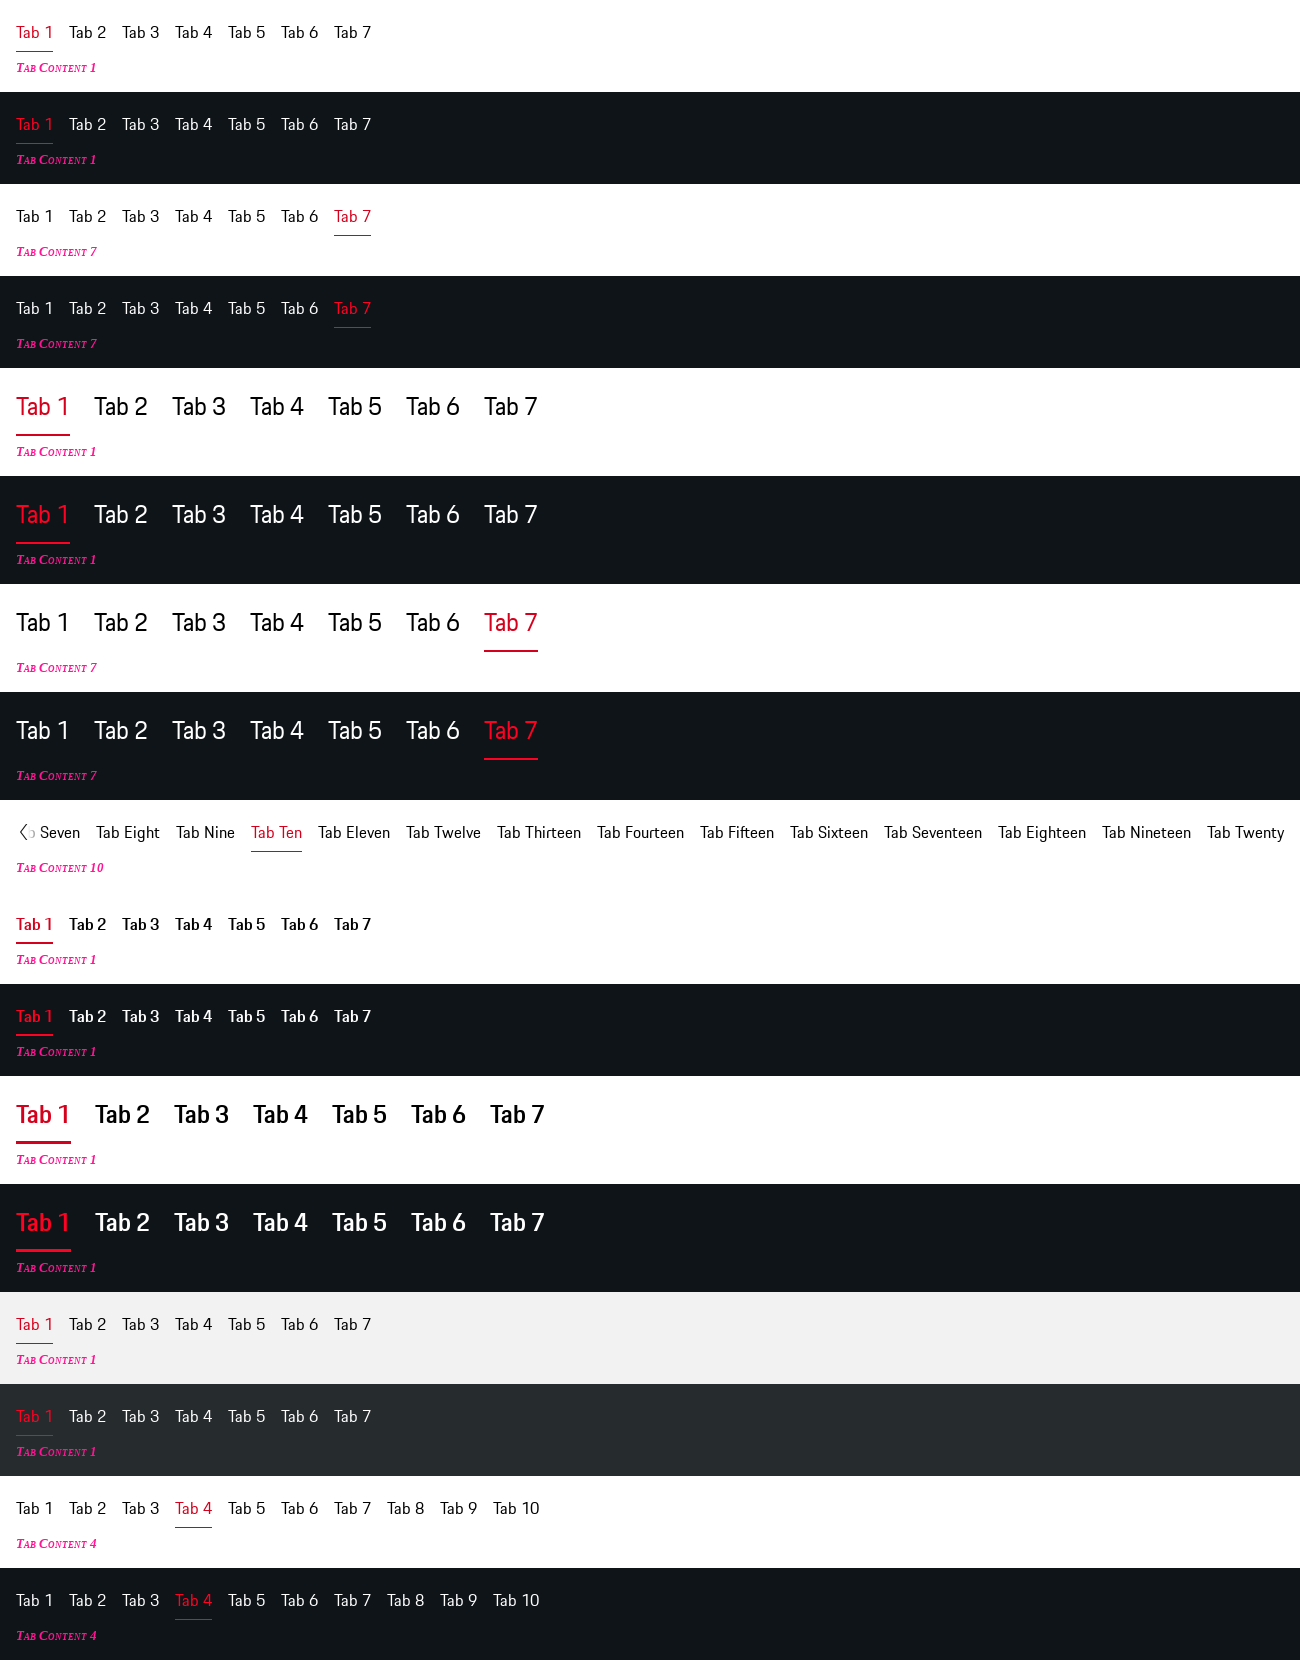 Tab 1 Tab 2 Tab 3 Tab 4 Tab 5 Tab 6 Tab 7
Tab Content 1
Tab 1 Tab 2 Tab 3 Tab 4 Tab 5 Tab 6 Tab 7
Tab Content 1
Tab 1 Tab 2 Tab 3 Tab 4 Tab 5 Tab 6 Tab 7
Tab Content 7
Tab 1 Tab 2 Tab 3 Tab 4 Tab 5 Tab 6 Tab 7
Tab Content 7
Tab 1 Tab 2 Tab 3 Tab 4 Tab 5 Tab 6 Tab 7
Tab Content 1
Tab 1 Tab 2 Tab 3 Tab 4 Tab 5 Tab 6 Tab 7
Tab Content 1
Tab 1 Tab 2 Tab 3 Tab 4 Tab 5 Tab 6 Tab 7
Tab Content 7
Tab 1 Tab 2 Tab 3 Tab 4 Tab 5 Tab 6 Tab 7
Tab Content 7
Seven Tab Eight Tab Nine Tab Ten Tab Eleven Tab Twelve Tab Thirteen Tab Fourteen Tab Fifteen Tab Sixteen Tab Seventeen Tab Eighteen Tab Nineteen Tab Twenty
Tab Content 10
Tab 1 Tab 2 Tab 3 Tab 4 Tab 5 Tab 6 Tab 7
Tab Content 1
Tab 1 Tab 2 Tab 3 Tab 4 Tab 5 Tab 6 Tab 7
Tab Content 1
Tab 1 Tab 2 Tab 3 Tab 4 Tab 5 Tab 6 Tab 7
Tab Content 1
Tab 1 Tab 2 Tab 3 Tab 4 Tab 5 Tab 6 Tab 7
Tab Content 1
Tab 1 Tab 2 Tab 3 Tab 4 Tab 5 Tab 6 Tab 7
Tab Content 1
Tab 1 Tab 2 Tab 3 Tab 4 Tab 5 Tab 6 Tab 7
Tab Content 1
Tab 1 Tab 2 Tab 3 Tab 4 Tab 5 Tab 6 Tab 7 Tab 8 Tab 9 Tab 10
Tab Content 4
Tab 1 Tab 2 Tab 3 Tab 4 Tab 5 Tab 6 Tab 7 Tab 8 Tab 9 Tab 10
Tab Content 4